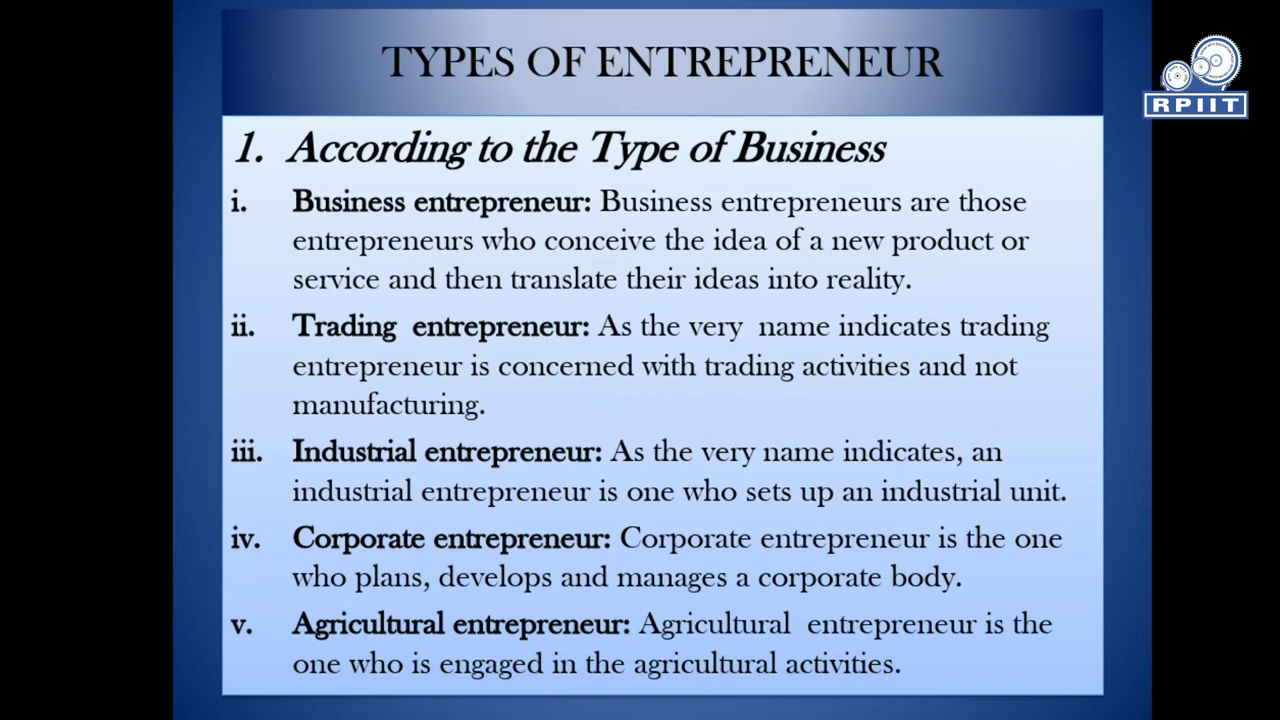 TYPES OF ENTREPRENEUR
RPIIT
1. According to the Type of Business
i. Business entrepreneur: Business entrepreneurs are those
entrepreneurs who conceive the idea of a new product or
service and then translate their ideas into reality.
ii. Trading entrepreneur: As the very name indicates trading
entrepreneur is concerned with trading activities and not
manufacturing.
iii. Industrial entrepreneur: As the very name indicates, an
industrial entrepreneur is one who sets up an industrial unit.
iv. Corporate entrepreneur: Corporate entrepreneur is the one
who plans, develops and manages a corporate body.
v. Agricultural entrepreneur: Agricultural entrepreneur is the
one who is engaged in the agricultural activities.